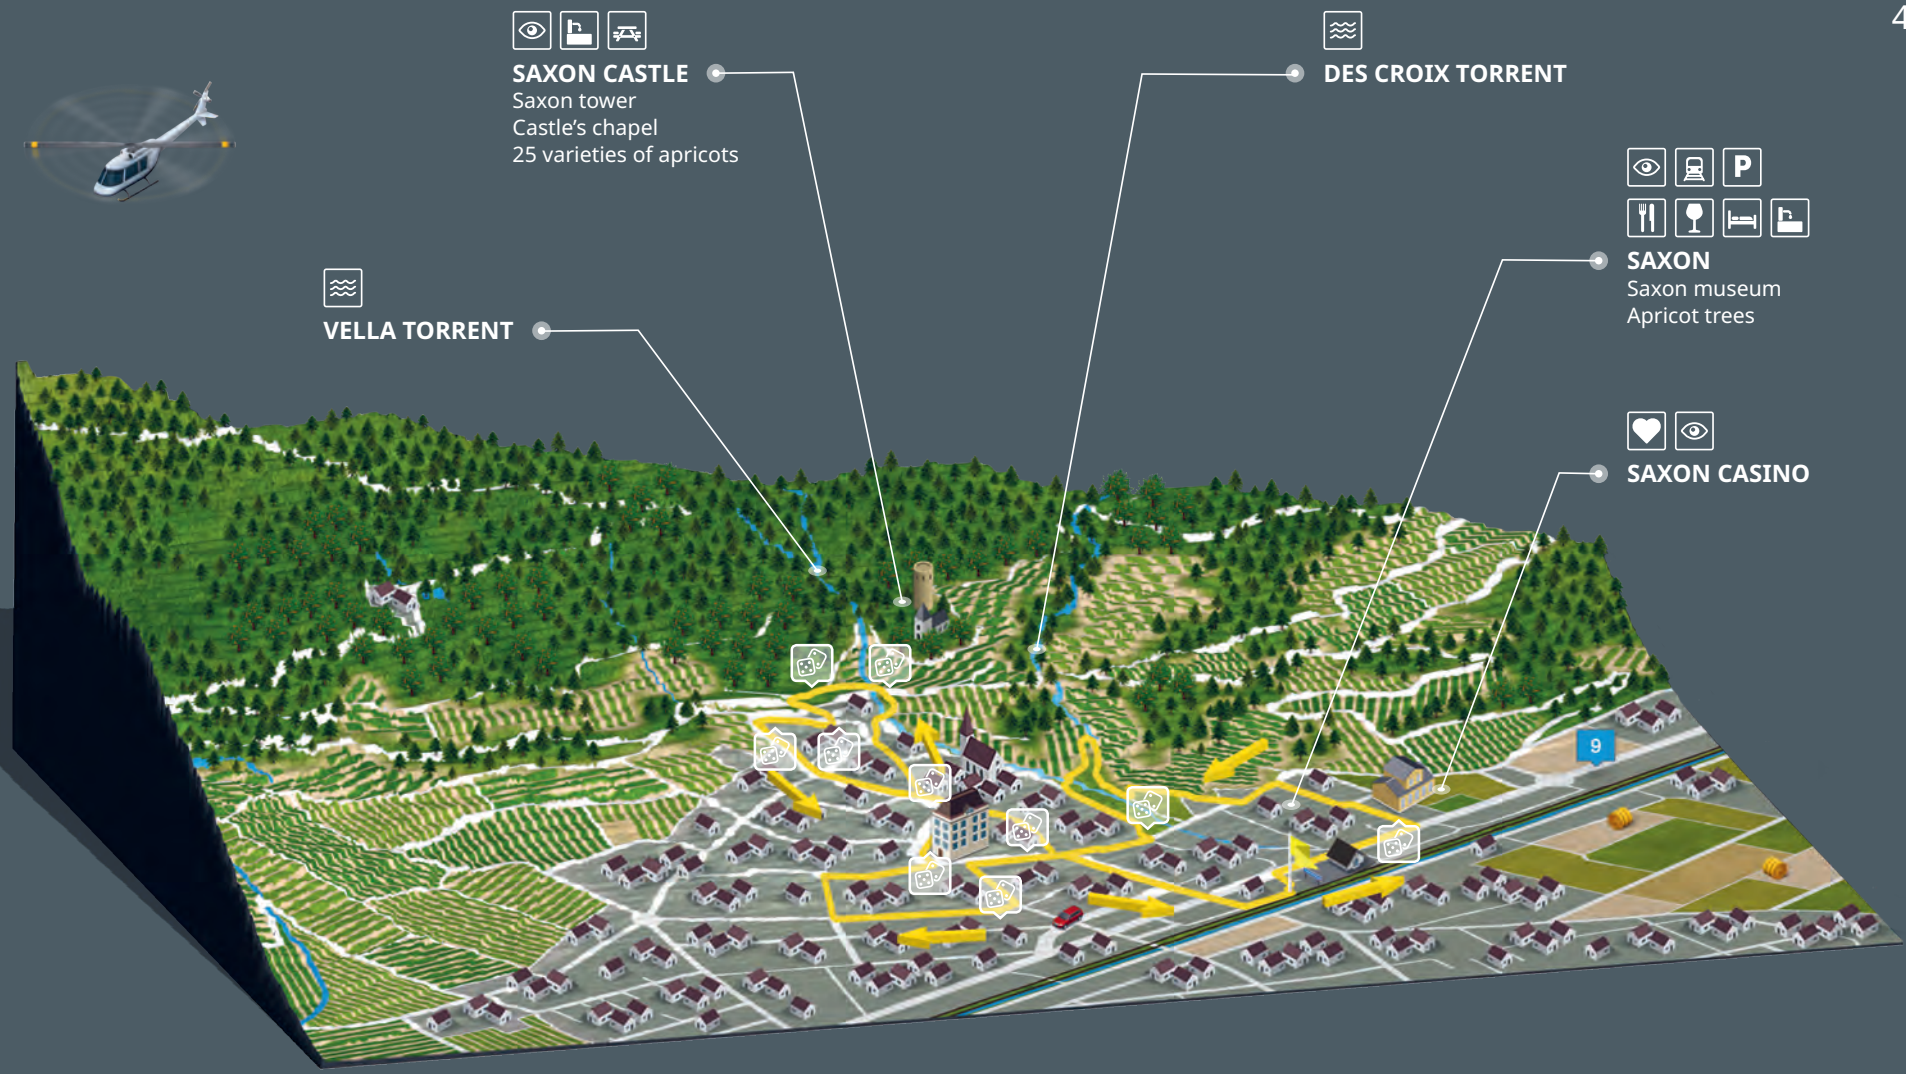 4
SAXON CASTLE
Saxon tower
Castle's chapel
25 varieties of apricots
DES CROIX TORRENT
P
SAXON
Saxon museum
Apricot trees
VELLA TORRENT
SAXON CASINO
9